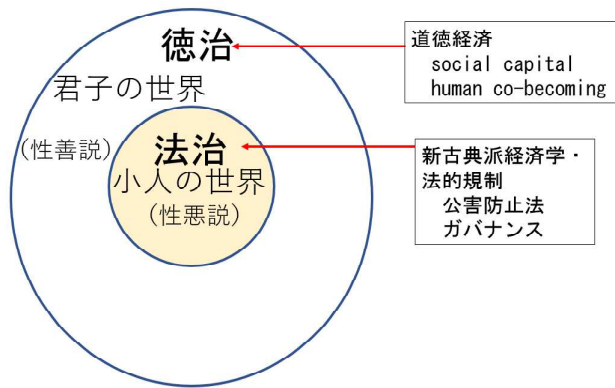 徳治
君子の世界
(性善説)
法治
小人の世界
(性悪説)
道徳経済
social capital
human co-becoming
新古典派経済学・
法的規制
公害防止法
ガバナンス